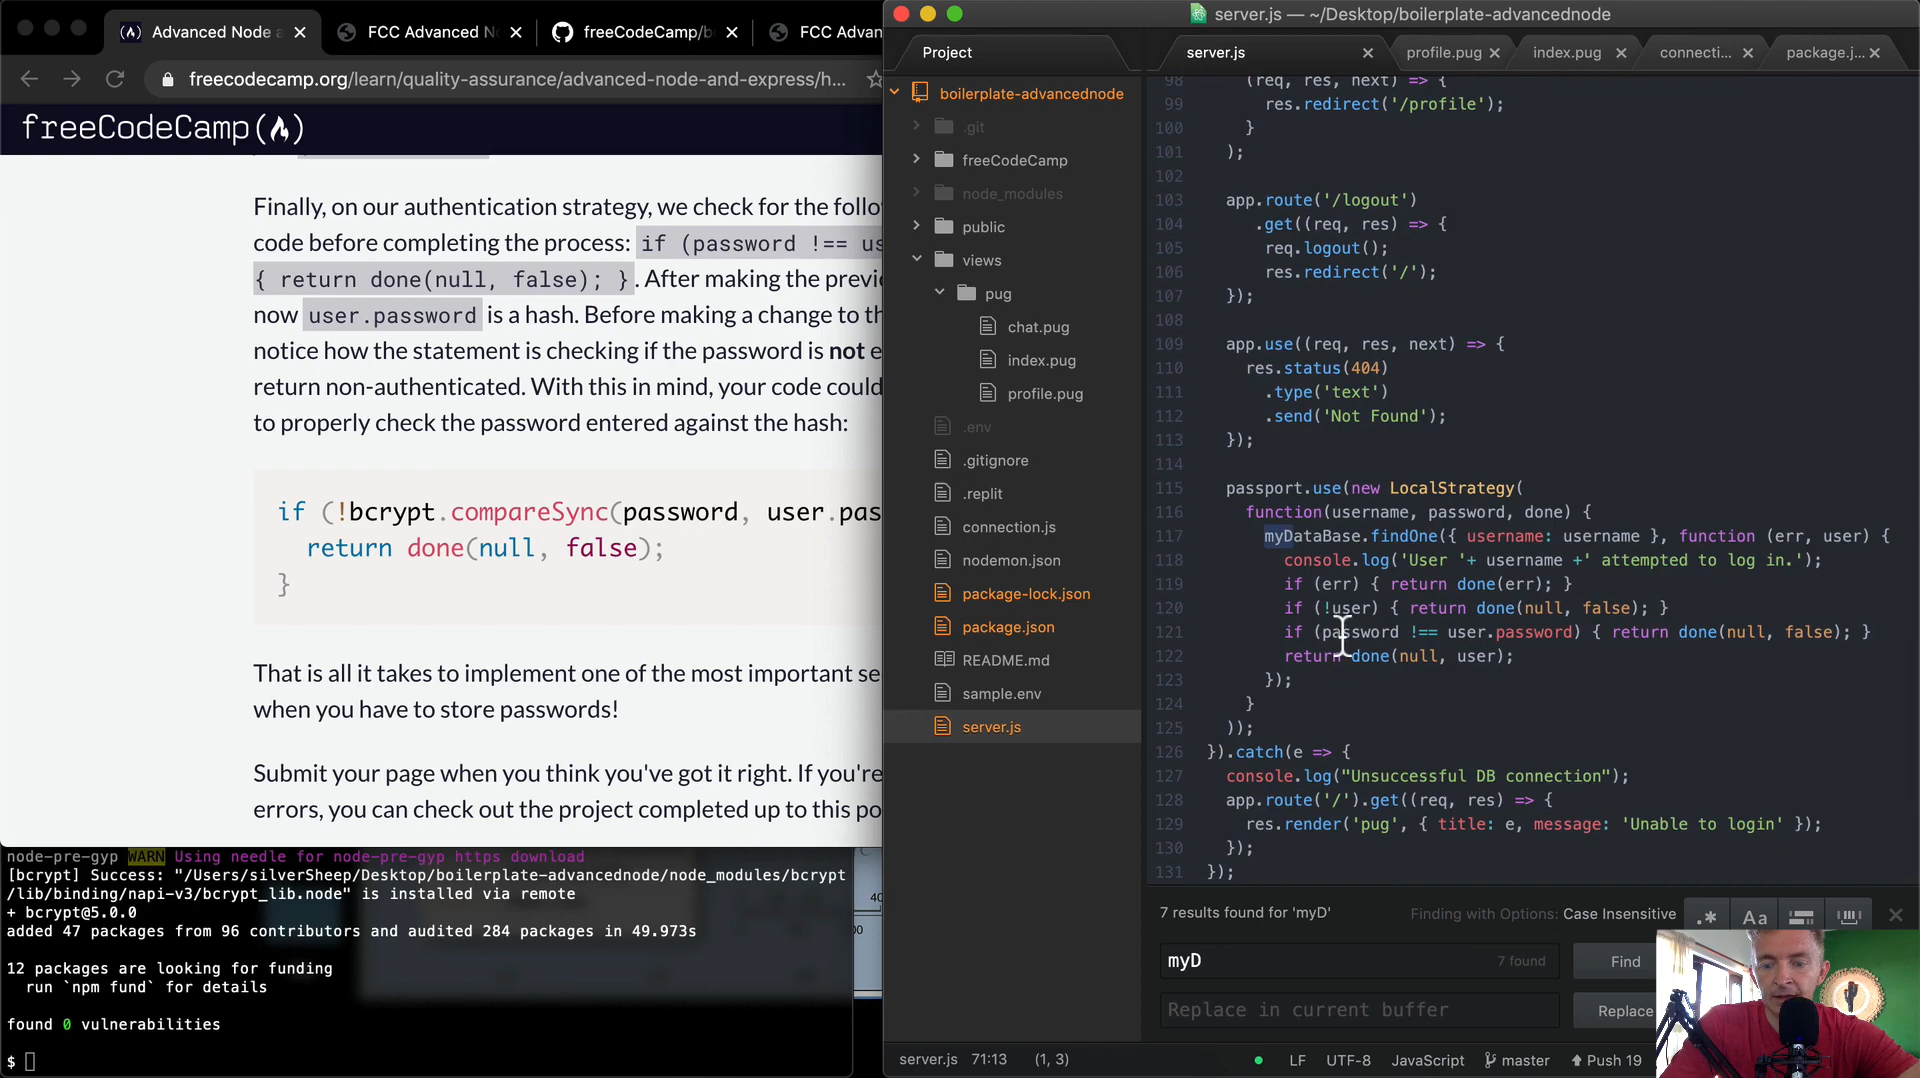 Advanced Node a
FCC Advanced N
freeCodeCamp/b
FCC Advan
freecodecamp.org/learn/quality-assurance/advanced-node-and-express/h...
freeCodeCamp
Finally, on our authentication strategy, we check for the follo
code before completing the process: if (password !== us
{ return done(null, false); }. After making the previ
now user.password is a hash. Before making a change to th
notice how the statement is checking if the password is not e
return non-authenticated. With this in mind, your code could
to properly check the password entered against the hash:
if (!bcrypt.compareSync(password, user.pas
return done(null, false);
}
That is all it takes to implement one of the most important se
when you have to store passwords!
Submit your page when you think you've got it right. If you're
errors, you can check out the project completed up to this po
node-pre-gyp WARN Using needle for node-pre-gyp https download
[bcrypt] Success: "/Users/silverSheep/Desktop/boilerplate-advancednode/node_modules/bcrypt
/lib/binding/napi-v3/bcrypt_lib.node" is installed via remote
+ bcrypt@5.0.0
added 47 packages from 96 contributors and audited 284 packages in 49.973s
12 packages are looking for funding
run `npm fund` for details
found 0 vulnerabilities
$
server.js — ~/Desktop/boilerplate-advancednode
Project
boilerplate-advancednode
.git
freeCodeCamp
node_modules
public
views
pug
chat.pug
index.pug
profile.pug
.env
.gitignore
.replit
connection.js
nodemon.json
package-lock.json
package.json
README.md
sample.env
server.js
server.js
profile.pug
index.pug
connecti...
package.j...
98 (req, res, next) => {
99 res.redirect('/profile');
100 }
101 );
102
103 app.route('/logout')
104 .get((req, res) => {
105 req.logout();
106 res.redirect('/');
107 });
108
109 app.use((req, res, next) => {
110 res.status(404)
111 .type('text')
112 .send('Not Found');
113 });
114
115 passport.use(new LocalStrategy(
116 function(username, password, done) {
117 myDataBase.findOne({ username: username }, function (err, user) {
118 console.log('User '+ username +' attempted to log in.');
119 if (err) { return done(err); }
120 if (!user) { return done(null, false); }
121 if (password !== user.password) { return done(null, false); }
122 return done(null, user);
123 });
124 }
125 ));
126 }).catch(e => {
127 console.log("Unsuccessful DB connection");
128 app.route('/').get((req, res) => {
129 res.render('pug', { title: e, message: 'Unable to login' });
130 });
131 });
7 results found for 'myD'
Finding with Options: Case Insensitive
.* Aa
myD
7 found
Find
Replace in current buffer
Replace
server.js 71:13 (1, 3)
LF UTF-8 JavaScript master Push 19